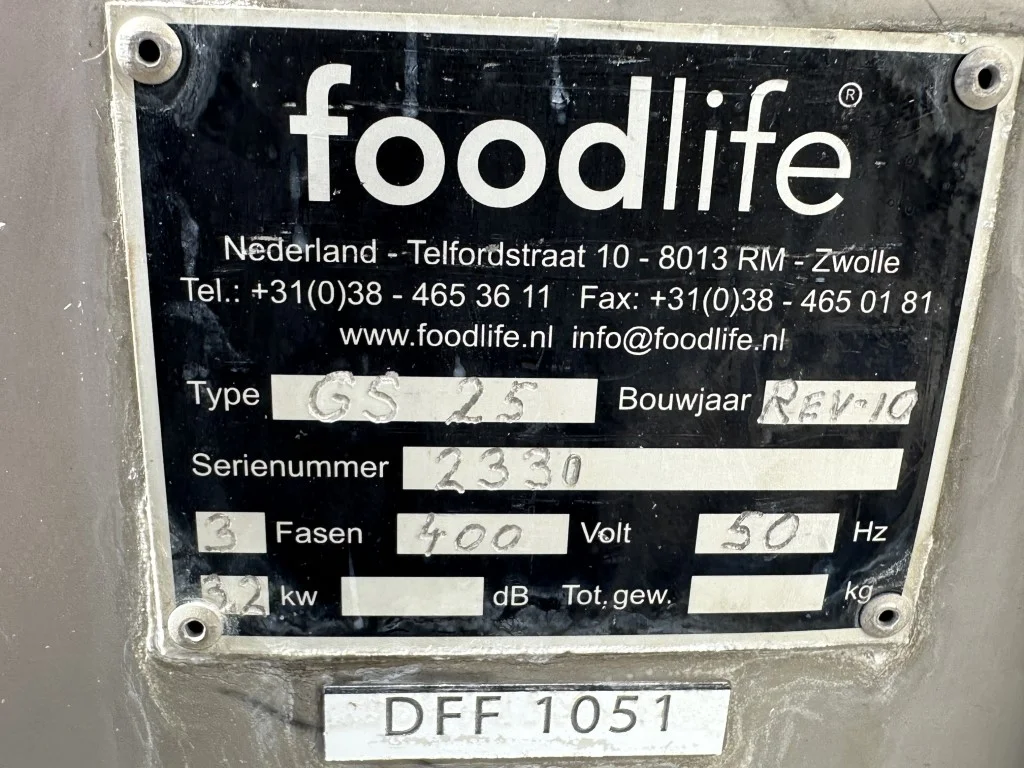 foodlife ®
Nederland - Telfordstraat 10 - 8013 RM - Zwolle
Tel.: +31(0)38 - 465 36 11 Fax: +31(0)38 - 465 01 81
www.foodlife.nl info@foodlife.nl
Type GS 25 Bouwjaar REV-10
Serienummer 2330
3 Fasen 400 Volt 50 Hz
3,2 kw dB Tot. gew. kg
DFF 1051